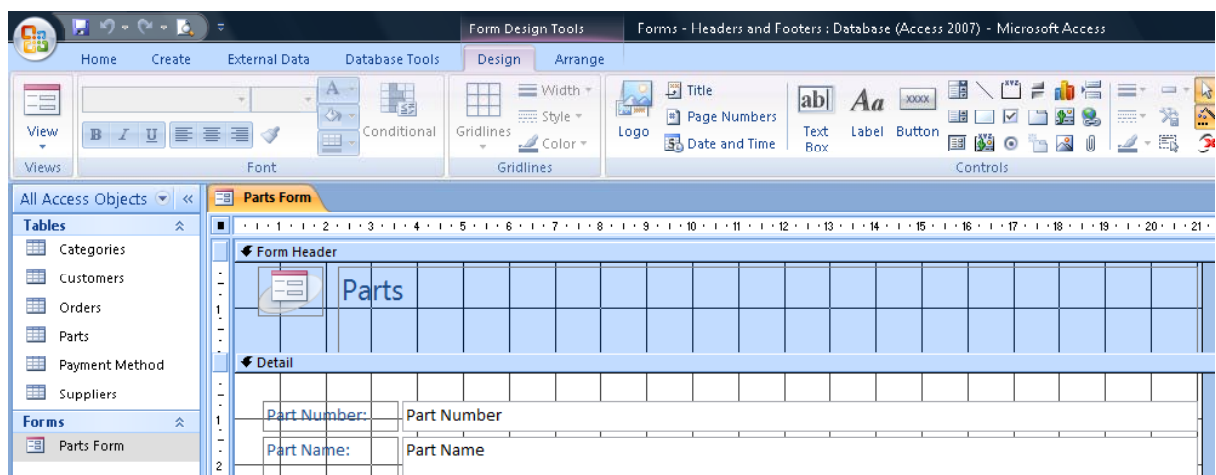 Form Design Tools
Forms - Headers and Footers : Database (Access 2007) - Microsoft Access
Home Create External Data Database Tools Design Arrange
View
Views
A
B I U
Conditional
Font
Gridlines
Width
Style
Color
Gridlines
Logo
Title
Page Numbers
Date and Time
ab|
Text Box
Aa
Label
XXXX
Button
XYZ
Controls
All Access Objects
Parts Form
Tables
Categories
Customers
Orders
Parts
Payment Method
Suppliers
Forms
Parts Form
1 2 3 4 5 6 7 8 9 10 11 12 13 14 15 16 17 18 19 20 21
Form Header
1
Parts
Detail
1
Part Number: Part Number
Part Name: Part Name
2